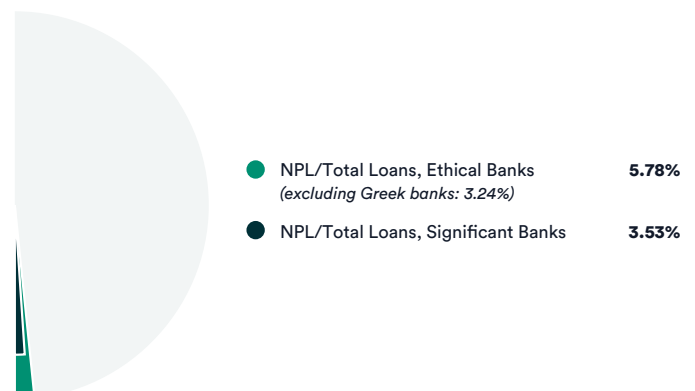 NPL/Total Loans, Ethical Banks 5.78%
(excluding Greek banks: 3.24%)
NPL/Total Loans, Significant Banks 3.53%